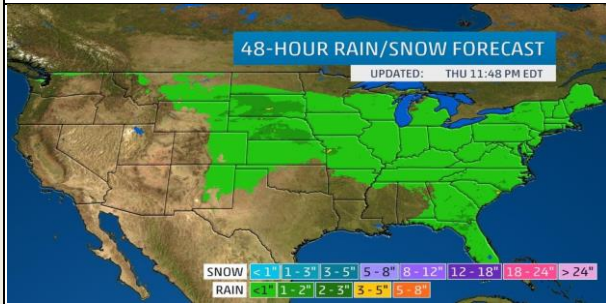 48-HOUR RAIN/SNOW FORECAST
UPDATED: THU 11:48 PM EDT
SNOW <1" 1-3" 3-5" 5-8" 8-12" 12-18" 18-24" >24"
RAIN <1" 1-2" 2-3" 3-5" 5-8"